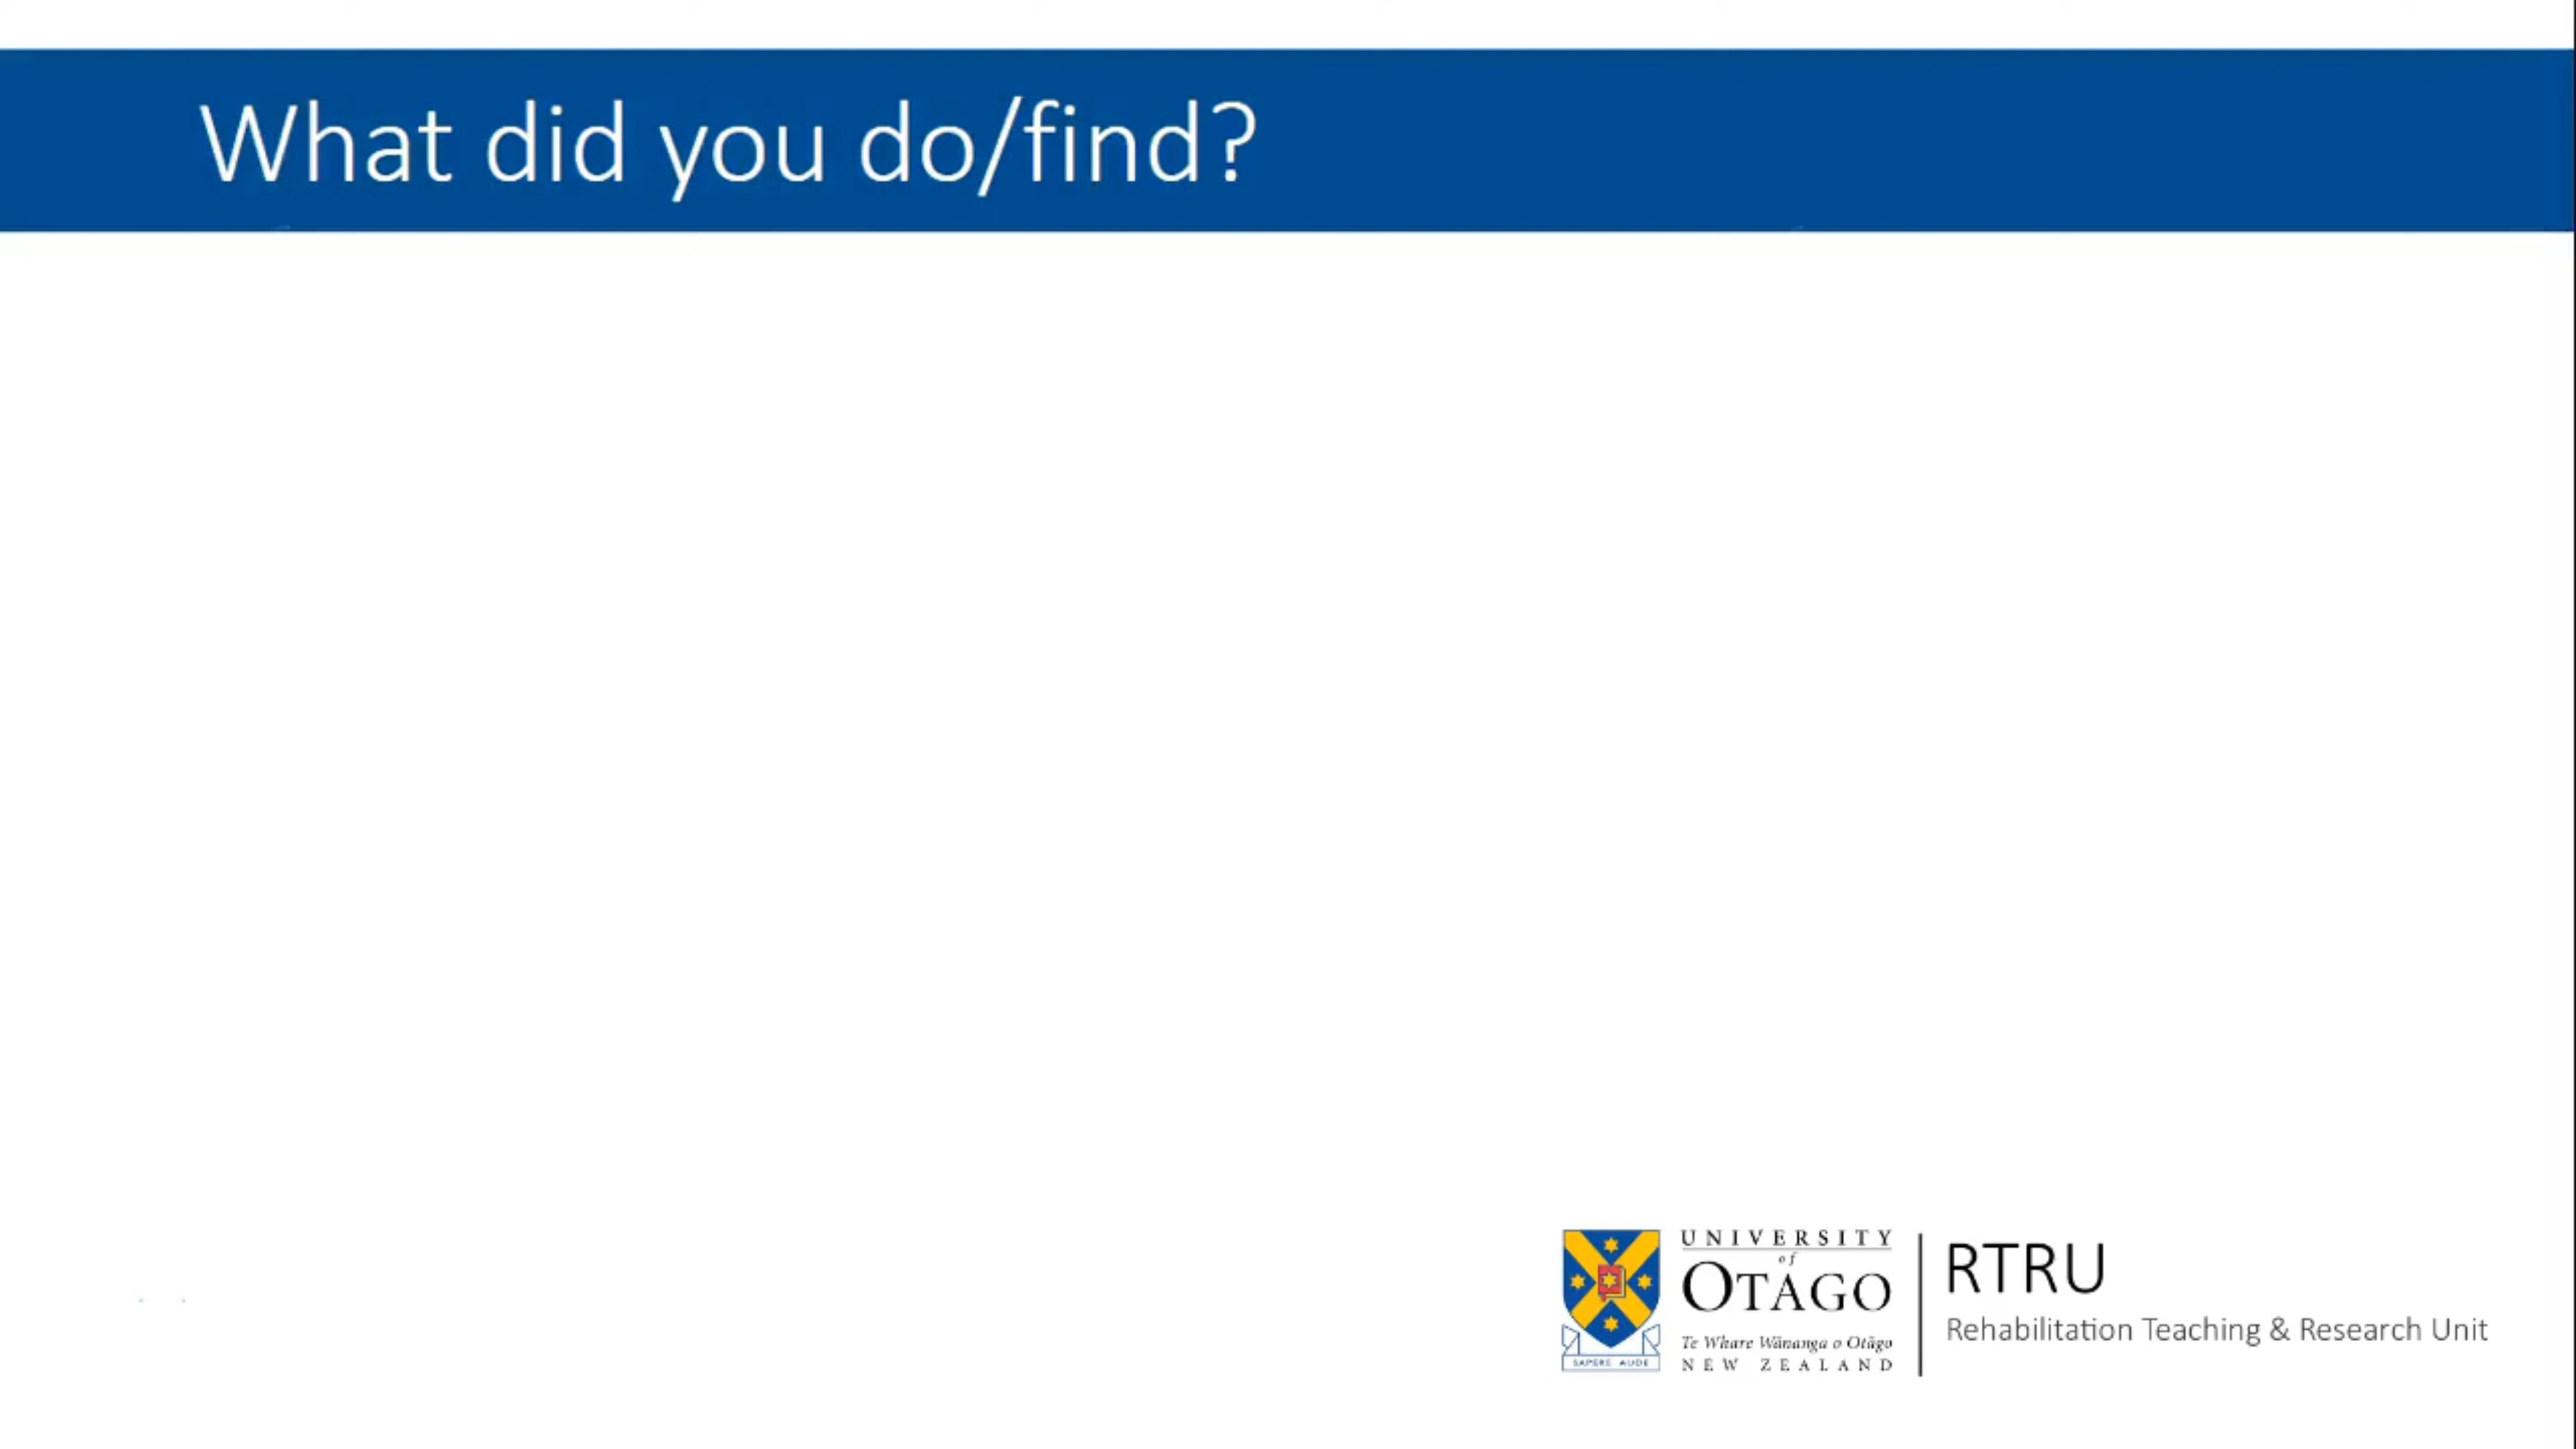 What did you do/find?
UNIVERSITY
of
OTAGO
Te Whare Wānanga o Otāgo
NEW ZEALAND
SAPERE AUDE
RTRU
Rehabilitation Teaching & Research Unit